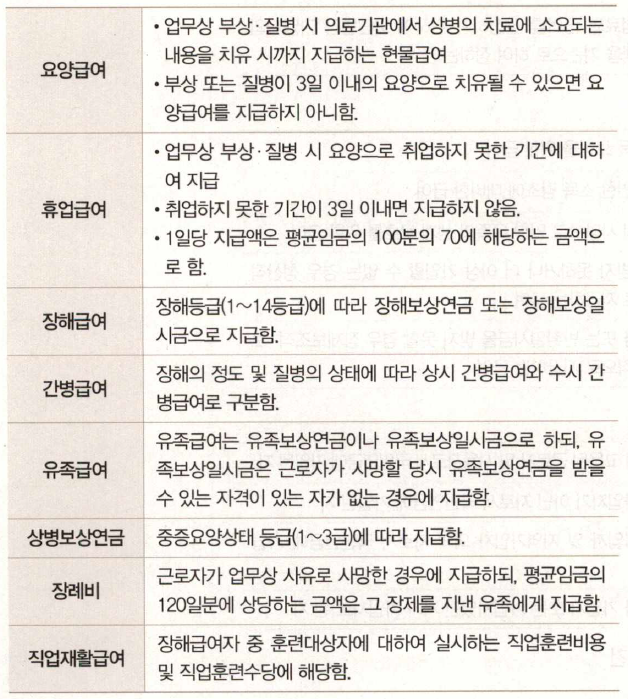 요양급여
• 업무상 부상·질병 시 의료기관에서 상병의 치료에 소요되는
내용을 치유 시까지 지급하는 현물급여
• 부상 또는 질병이 3일 이내의 요양으로 치유될 수 있으면 요
양급여를 지급하지 아니함.
휴업급여
• 업무상 부상·질병 시 요양으로 취업하지 못한 기간에 대하
여 지급
• 취업하지 못한 기간이 3일 이내면 지급하지 않음.
• 1일당 지급액은 평균임금의 100분의 70에 해당하는 금액으
로 함.
장해급여
장해등급(1~14등급)에 따라 장해보상연금 또는 장해보상일
시금으로 지급함.
간병급여
장해의 정도 및 질병의 상태에 따라 상시 간병급여와 수시 간
병급여로 구분함.
유족급여
유족급여는 유족보상연금이나 유족보상일시금으로 하되, 유
족보상일시금은 근로자가 사망할 당시 유족보상연금을 받을
수 있는 자격이 있는 자가 없는 경우에 지급함.
상병보상연금
중증요양상태 등급(1~3급)에 따라 지급함.
장례비
근로자가 업무상 사유로 사망한 경우에 지급하되, 평균임금의
120일분에 상당하는 금액은 그 장제를 지낸 유족에게 지급함.
직업재활급여
장해급여자 중 훈련대상자에 대하여 실시하는 직업훈련비용
및 직업훈련수당에 해당함.